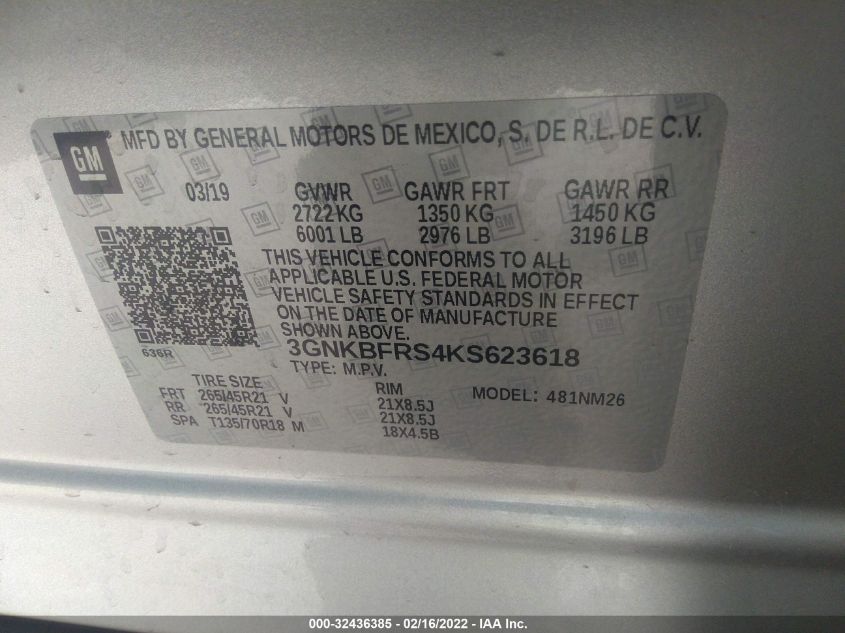 GM MFD BY GENERAL MOTORS DE MEXICO, S. DE R.L. DE C.V.
03/19 GVWR GAWR FRT GAWR RR
2722 KG 1350 KG 1450 KG
6001 LB 2976 LB 3196 LB
THIS VEHICLE CONFORMS TO ALL
APPLICABLE U.S. FEDERAL MOTOR
VEHICLE SAFETY STANDARDS IN EFFECT
ON THE DATE OF MANUFACTURE
SHOWN ABOVE.
636R 3GNKBFRS4KS623618
TYPE: M.P.V.
TIRE SIZE RIM MODEL: 481NM26
FRT 265/45R21 V 21X8.5J
RR 265/45R21 V 21X8.5J
SPA T135/70R18 M 18X4.5B
000-32436385 - 02/16/2022 - IAA Inc.